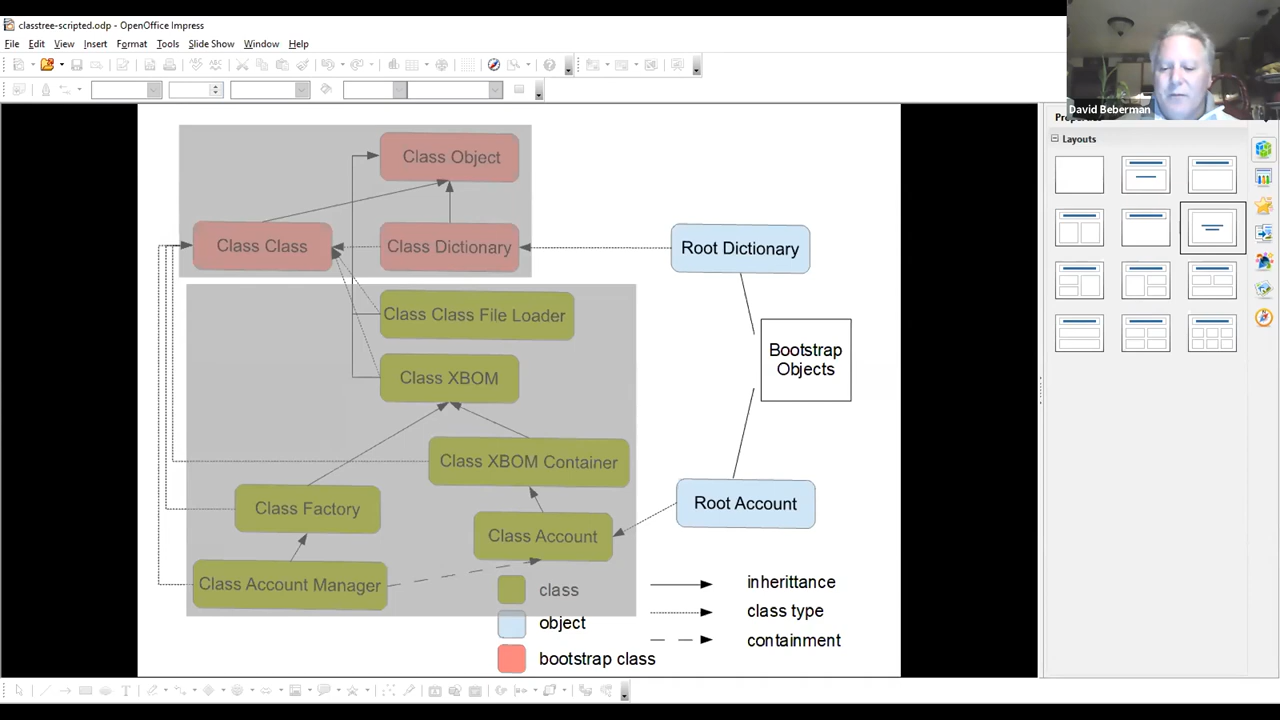 classtree-scripted.odp - OpenOffice Impress
File Edit View Insert Format Tools Slide Show Window Help
David Beberman
Layouts
Class Object
Class Class
Class Dictionary
Root Dictionary
Class Class File Loader
Bootstrap
Objects
Class XBOM
Class XBOM Container
Class Factory
Root Account
Class Account
Class Account Manager
class
inherittance
class type
object
containment
bootstrap class